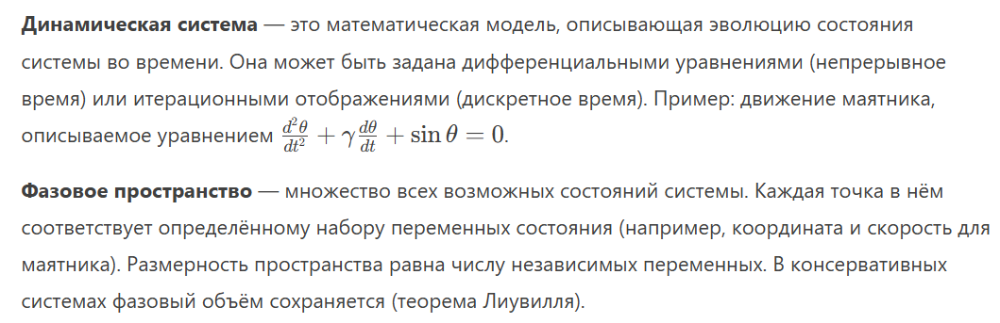 Динамическая система — это математическая модель, описывающая эволюцию состояния
системы во времени. Она может быть задана дифференциальными уравнениями (непрерывное
время) или итерационными отображениями (дискретное время). Пример: движение маятника,
описываемое уравнением $\frac{d^2\theta}{dt^2} + \gamma\frac{d\theta}{dt} + \sin\theta = 0$.
Фазовое пространство — множество всех возможных состояний системы. Каждая точка в нём
соответствует определённому набору переменных состояния (например, координата и скорость для
маятника). Размерность пространства равна числу независимых переменных. В консервативных
системах фазовый объём сохраняется (теорема Лиувилля).